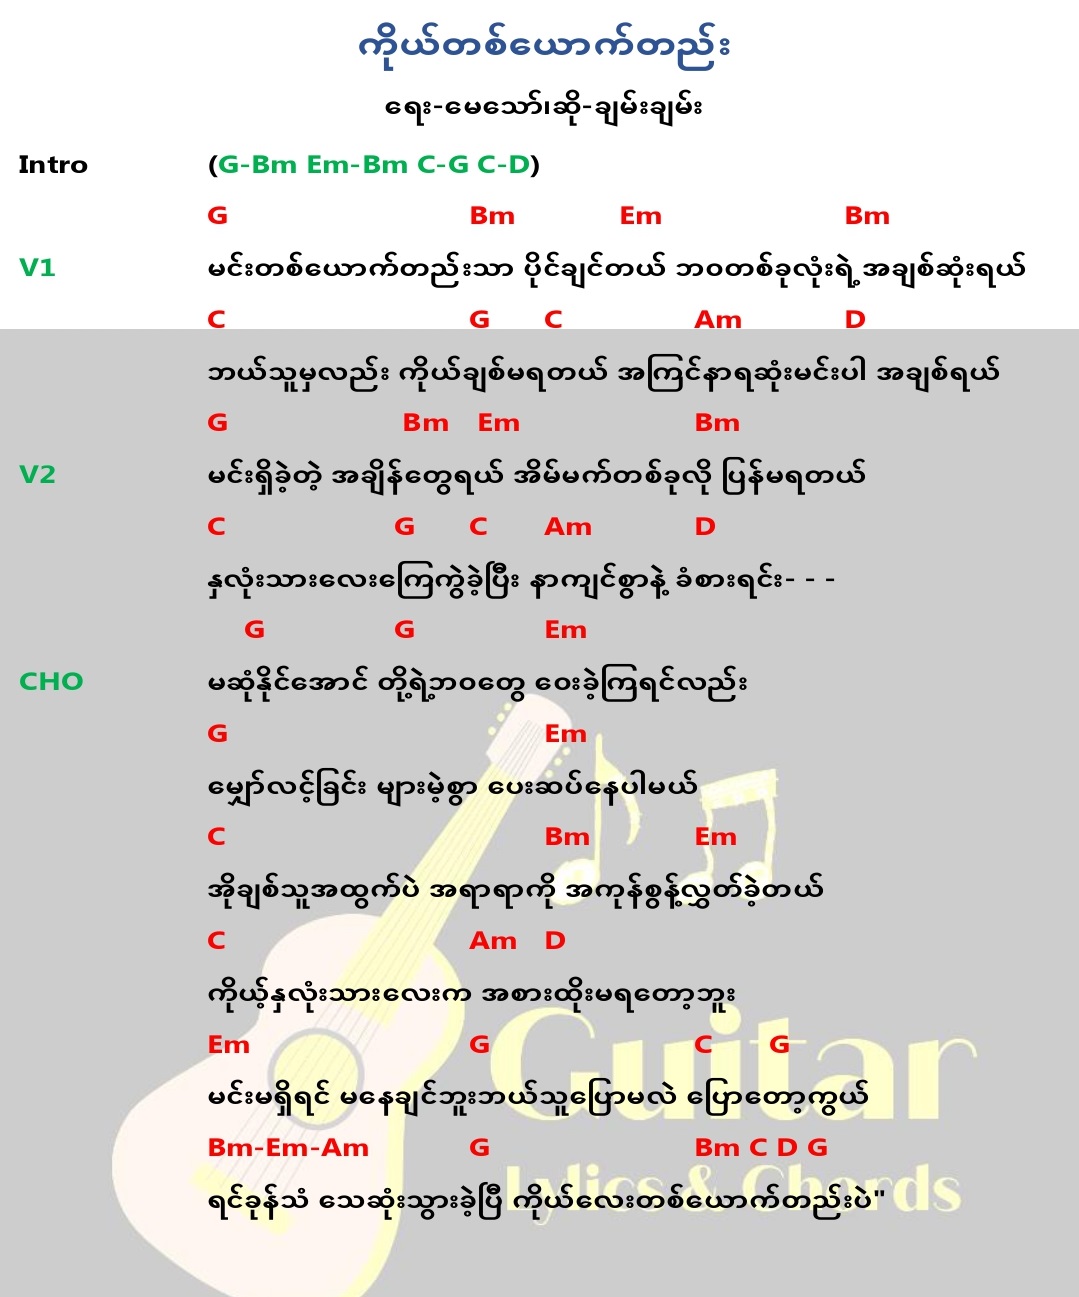 ကိုယ်တစ်ယောက်တည်း
ရေး-မေသော်၊ဆို-ချမ်းချမ်း
Intro (G-Bm Em-Bm C-G C-D)
G Bm Em Bm
V1 မင်းတစ်ယောက်တည်းသာ ပိုင်ချင်တယ် ဘဝတစ်ခုလုံးရဲ့အချစ်ဆုံးရယ်
C G C Am D
ဘယ်သူမှလည်း ကိုယ်ချစ်မရတယ် အကြင်နာရဆုံးမင်းပါ အချစ်ရယ်
G Bm Em Bm
V2 မင်းရှိခဲ့တဲ့ အချိန်တွေရယ် အိမ်မက်တစ်ခုလို ပြန်မရတယ်
C G C Am D
နှလုံးသားလေးကြေကွဲခဲ့ပြီး နာကျင်စွာနဲ့ ခံစားရင်း- - -
G G Em
CHO မဆုံနိုင်အောင် တို့ရဲ့ဘဝတွေ ဝေးခဲ့ကြရင်လည်း
G Em
မျှော်လင့်ခြင်း များမဲ့စွာ ပေးဆပ်နေပါမယ်
C Bm Em
အိုချစ်သူအထွက်ပဲ အရာရာကို အကုန်စွန့်လွှတ်ခဲ့တယ်
C Am D
ကိုယ့်နှလုံးသားလေးက အစားထိုးမရတော့ဘူး
Em G C G
မင်းမရှိရင် မနေချင်ဘူးဘယ်သူပြောမလဲ ပြောတော့ကွယ်
Bm-Em-Am G Bm C D G
ရင်ခုန်သံ သေဆုံးသွားခဲ့ပြီ ကိုယ်လေးတစ်ယောက်တည်းပဲ"
Guitar
Lyrics & Chords